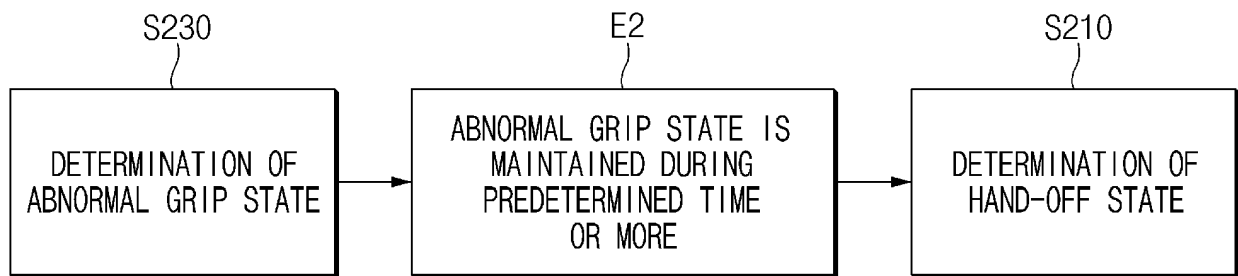 S230
E2
S210
DETERMINATION OF
ABNORMAL GRIP STATE
ABNORMAL GRIP STATE IS
MAINTAINED DURING
PREDETERMINED TIME
OR MORE
DETERMINATION OF
HAND-OFF STATE